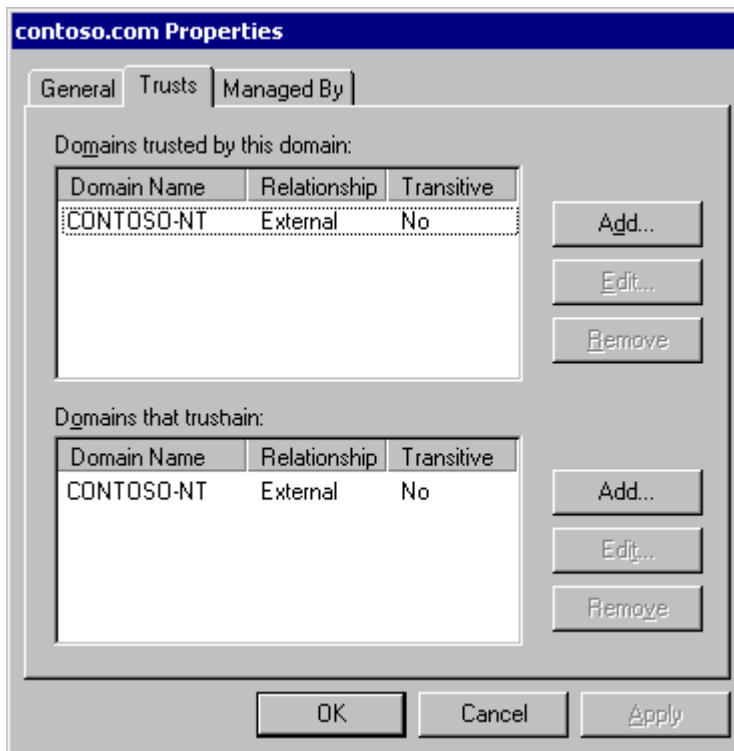 contoso.com Properties
General Trusts Managed By
Domains trusted by this domain:
Domain Name Relationship Transitive
CONTOSO-NT External No
Add...
Edit...
Remove
Domains that trushain:
Domain Name Relationship Transitive
CONTOSO-NT External No
Add...
Edit...
Remove
OK Cancel Apply